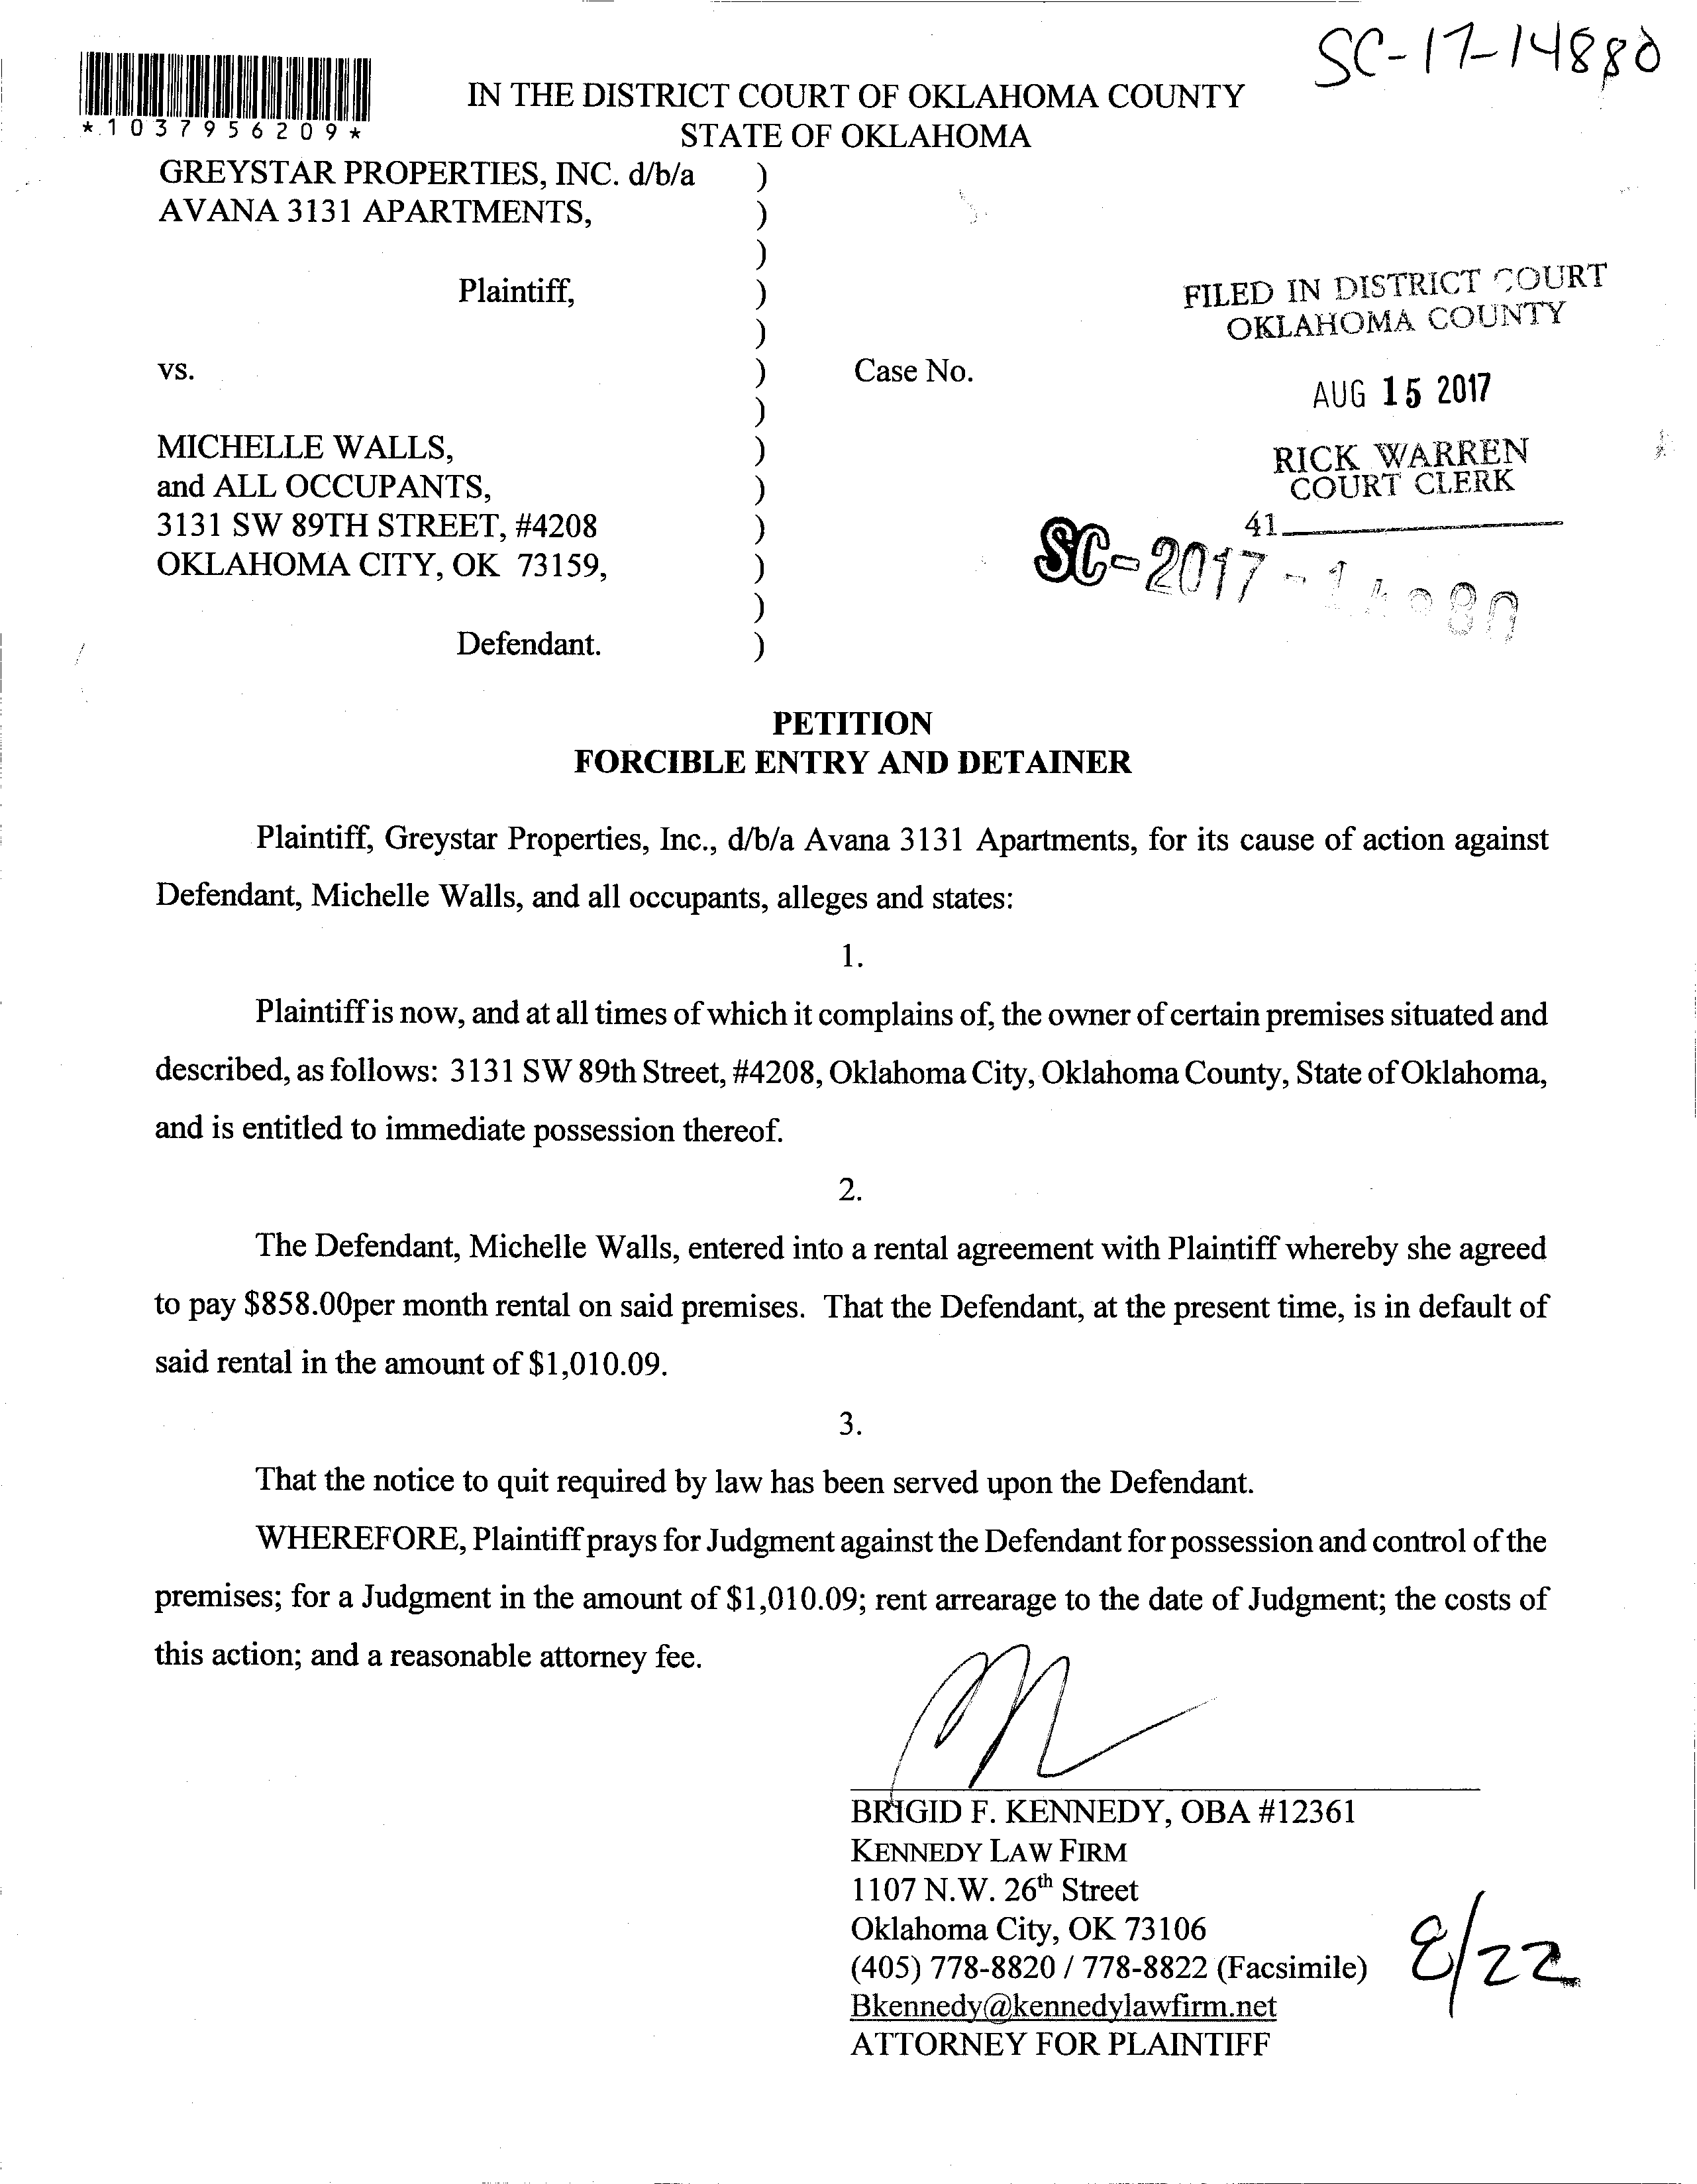 SC-17-14880
*1037956209*
IN THE DISTRICT COURT OF OKLAHOMA COUNTY
STATE OF OKLAHOMA
GREYSTAR PROPERTIES, INC. d/b/a )
AVANA 3131 APARTMENTS, )
)
Plaintiff, )
)
vs. ) Case No.
)
MICHELLE WALLS, )
and ALL OCCUPANTS, )
3131 SW 89TH STREET, #4208 )
OKLAHOMA CITY, OK 73159, )
)
Defendant. )
FILED IN DISTRICT COURT
OKLAHOMA COUNTY
AUG 15 2017
RICK WARREN
COURT CLERK
41
SC-2017-
PETITION
FORCIBLE ENTRY AND DETAINER
Plaintiff, Greystar Properties, Inc., d/b/a Avana 3131 Apartments, for its cause of action against
Defendant, Michelle Walls, and all occupants, alleges and states:
1.
Plaintiff is now, and at all times of which it complains of, the owner of certain premises situated and
described, as follows: 3131 SW 89th Street, #4208, Oklahoma City, Oklahoma County, State of Oklahoma,
and is entitled to immediate possession thereof.
2.
The Defendant, Michelle Walls, entered into a rental agreement with Plaintiff whereby she agreed
to pay $858.00per month rental on said premises. That the Defendant, at the present time, is in default of
said rental in the amount of $1,010.09.
3.
That the notice to quit required by law has been served upon the Defendant.
WHEREFORE, Plaintiff prays for Judgment against the Defendant for possession and control of the
premises; for a Judgment in the amount of $1,010.09; rent arrearage to the date of Judgment; the costs of
this action; and a reasonable attorney fee.
BRIGID F. KENNEDY, OBA #12361
KENNEDY LAW FIRM
1107 N.W. 26th Street
Oklahoma City, OK 73106
(405) 778-8820 / 778-8822 (Facsimile)
Bkennedy@kennedylawfirm.net
ATTORNEY FOR PLAINTIFF
8/22